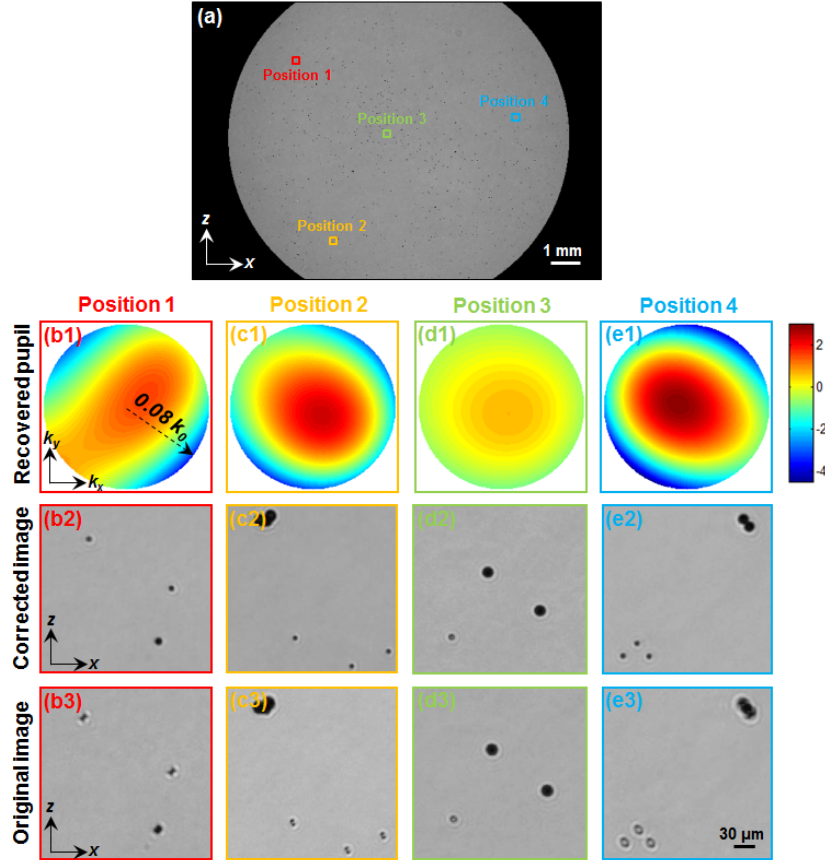 (a)
Position 1
Position 4
Position 3
Position 2
z
x
1 mm
Position 1
Position 2
Position 3
Position 4
Recovered pupil
(b1)
(c1)
(d1)
(e1)
0.08 k0
ky
kx
2
0
-2
-4
Corrected image
(b2)
(c2)
(d2)
(e2)
z
x
Original image
(b3)
(c3)
(d3)
(e3)
z
x
30 µm